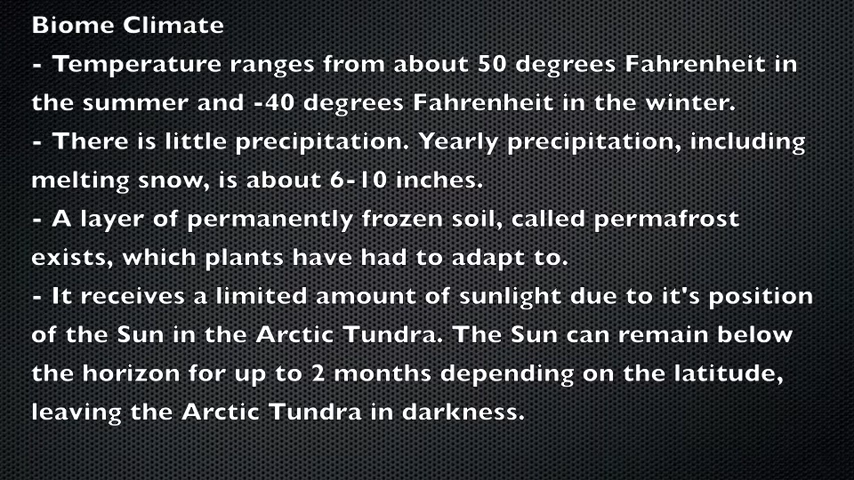 Biome Climate
- Temperature ranges from about 50 degrees Fahrenheit in
the summer and -40 degrees Fahrenheit in the winter.
- There is little precipitation. Yearly precipitation, including
melting snow, is about 6-10 inches.
- A layer of permanently frozen soil, called permafrost
exists, which plants have had to adapt to.
- It receives a limited amount of sunlight due to it's position
of the Sun in the Arctic Tundra. The Sun can remain below
the horizon for up to 2 months depending on the latitude,
leaving the Arctic Tundra in darkness.